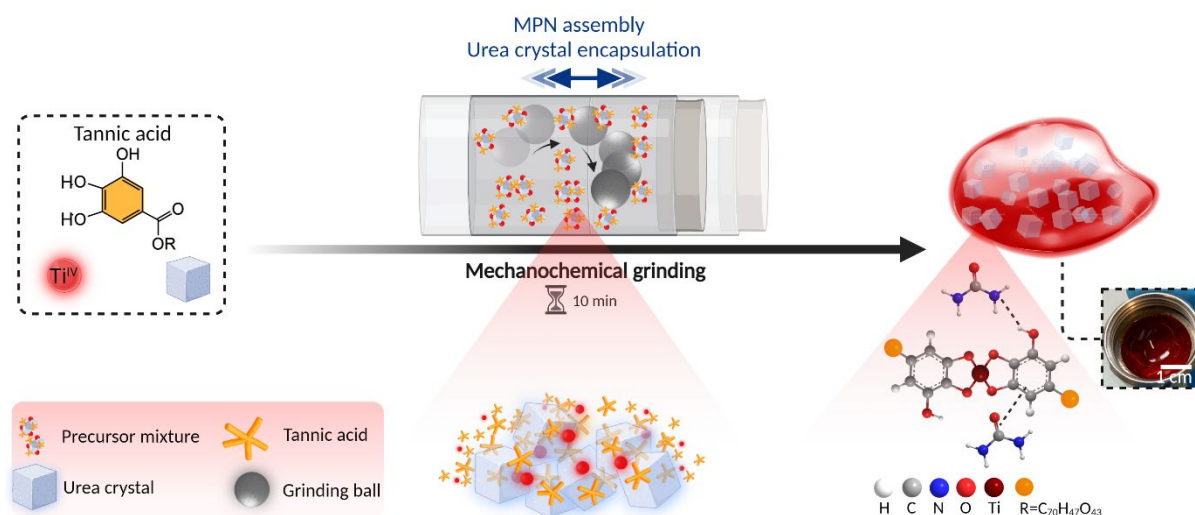 MPN assembly
Urea crystal encapsulation
Tannic acid
OH
HO
HO
O
OR
Ti^IV
Mechanochemical grinding
10 min
1 cm
Precursor mixture
Tannic acid
Urea crystal
Grinding ball
H C N O Ti R=C₇₀H₄₇O₄₃